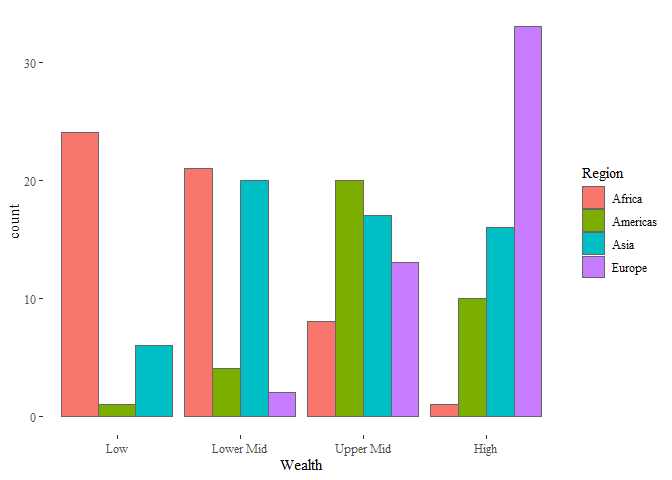 30
20
10
0
count
Low
Lower Mid
Upper Mid
High
Wealth
Region
Africa
Americas
Asia
Europe